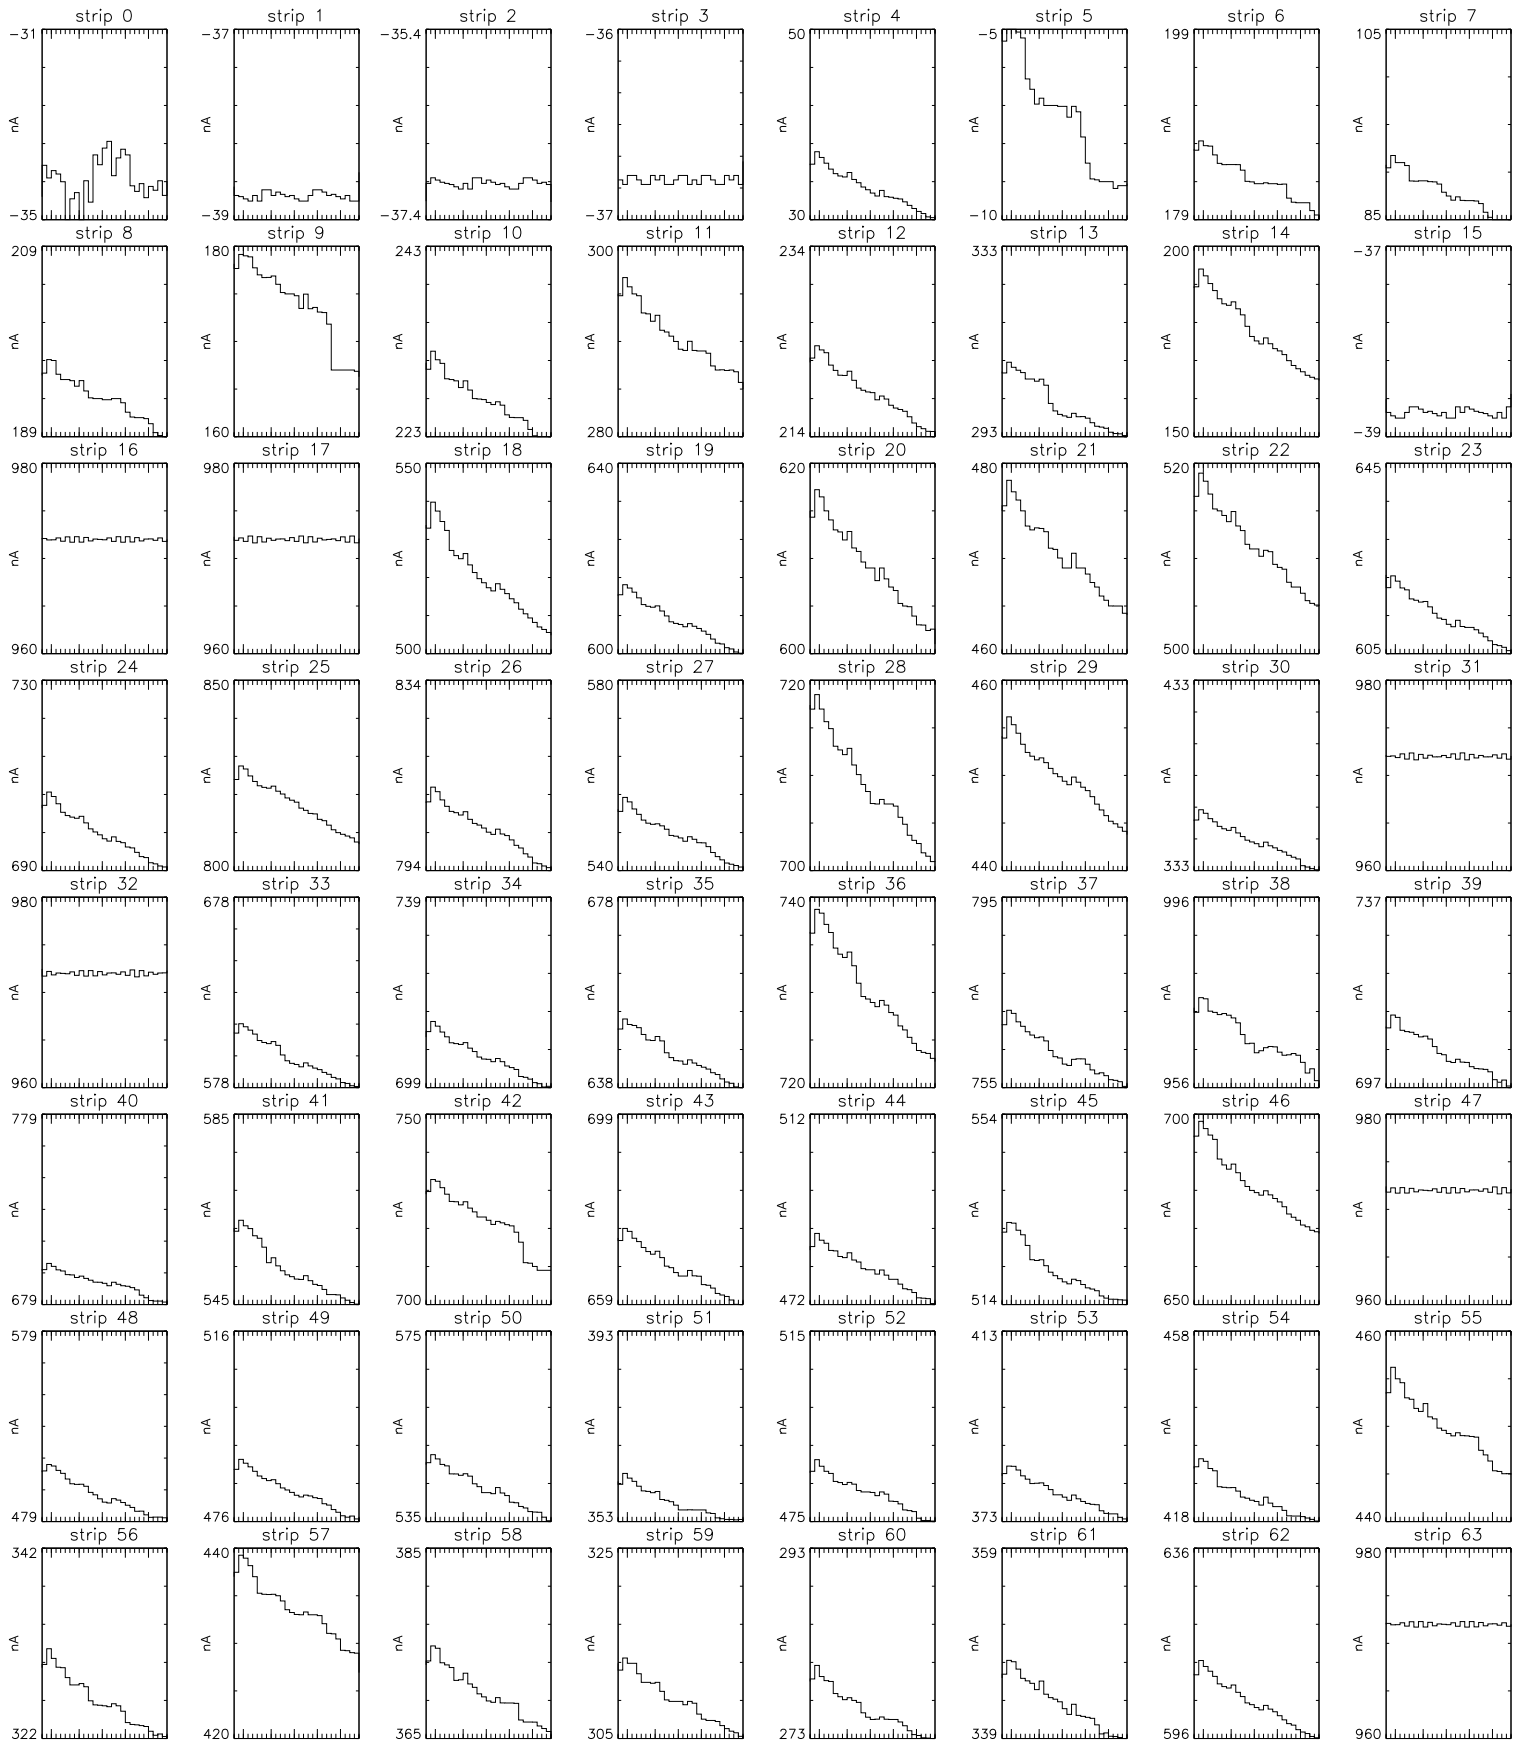 strip 0 strip 1 strip 2 strip 3 strip 4 strip 5 strip 6 strip 7
-31 -37 -35.4 -36 50 -5 199 105
nA nA nA nA nA nA nA nA
-35 -39 -37.4 -37 30 -10 179 85
strip 8 strip 9 strip 10 strip 11 strip 12 strip 13 strip 14 strip 15
209 180 243 300 234 333 200 -37
nA nA nA nA nA nA nA nA
189 160 223 280 214 293 150 -39
strip 16 strip 17 strip 18 strip 19 strip 20 strip 21 strip 22 strip 23
980 980 550 640 620 480 520 645
nA nA nA nA nA nA nA nA
960 960 500 600 600 460 500 605
strip 24 strip 25 strip 26 strip 27 strip 28 strip 29 strip 30 strip 31
730 850 834 580 720 460 433 980
nA nA nA nA nA nA nA nA
690 800 794 540 700 440 333 960
strip 32 strip 33 strip 34 strip 35 strip 36 strip 37 strip 38 strip 39
980 678 739 678 740 795 996 737
nA nA nA nA nA nA nA nA
960 578 699 638 720 755 956 697
strip 40 strip 41 strip 42 strip 43 strip 44 strip 45 strip 46 strip 47
779 585 750 699 512 554 700 980
nA nA nA nA nA nA nA nA
679 545 700 659 472 514 650 960
strip 48 strip 49 strip 50 strip 51 strip 52 strip 53 strip 54 strip 55
579 516 575 393 515 413 458 460
nA nA nA nA nA nA nA nA
479 476 535 353 475 373 418 440
strip 56 strip 57 strip 58 strip 59 strip 60 strip 61 strip 62 strip 63
342 440 385 325 293 359 636 980
nA nA nA nA nA nA nA nA
322 420 365 305 273 339 596 960